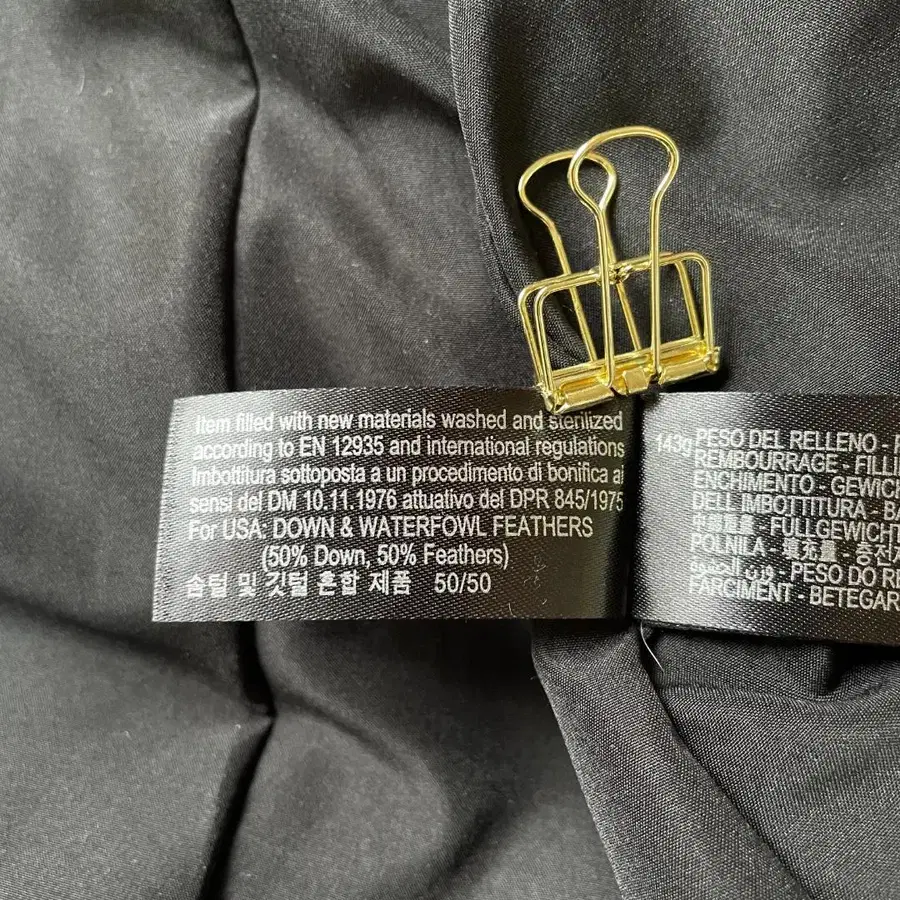 Item filled with new materials washed and sterilized
according to EN 12935 and international regulations
Imbottitura sottoposta a un procedimento di bonifica ai
sensi del DM 10.11.1976 attuativo del DPR 845/1975
For USA: DOWN & WATERFOWL FEATHERS
(50% Down, 50% Feathers)
솜털 및 깃털 혼합 제품 50/50
143g PESO DEL RELLENO -
REMBOURRAGE - FILLI
ENCHIMENTO - GEWICH
DELL'IMBOTTITURA - BA
FULLGEWICHT
POLNILA - 填充量 - 충전재
وزن الحشوة - PESO DO RE
FARCIMENT - BETEGAR